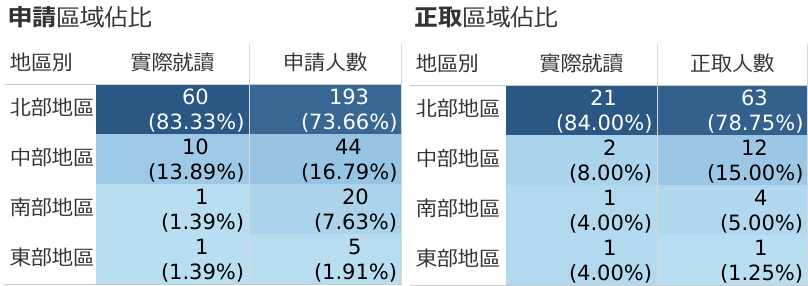 申請區域佔比
地區別 實際就讀 申請人數
北部地區 60 193
(83.33%) (73.66%)
中部地區 10 44
(13.89%) (16.79%)
南部地區 1 20
(1.39%) (7.63%)
東部地區 1 5
(1.39%) (1.91%)
正取區域佔比
地區別 實際就讀 正取人數
北部地區 21 63
(84.00%) (78.75%)
中部地區 2 12
(8.00%) (15.00%)
南部地區 1 4
(4.00%) (5.00%)
東部地區 1 1
(4.00%) (1.25%)